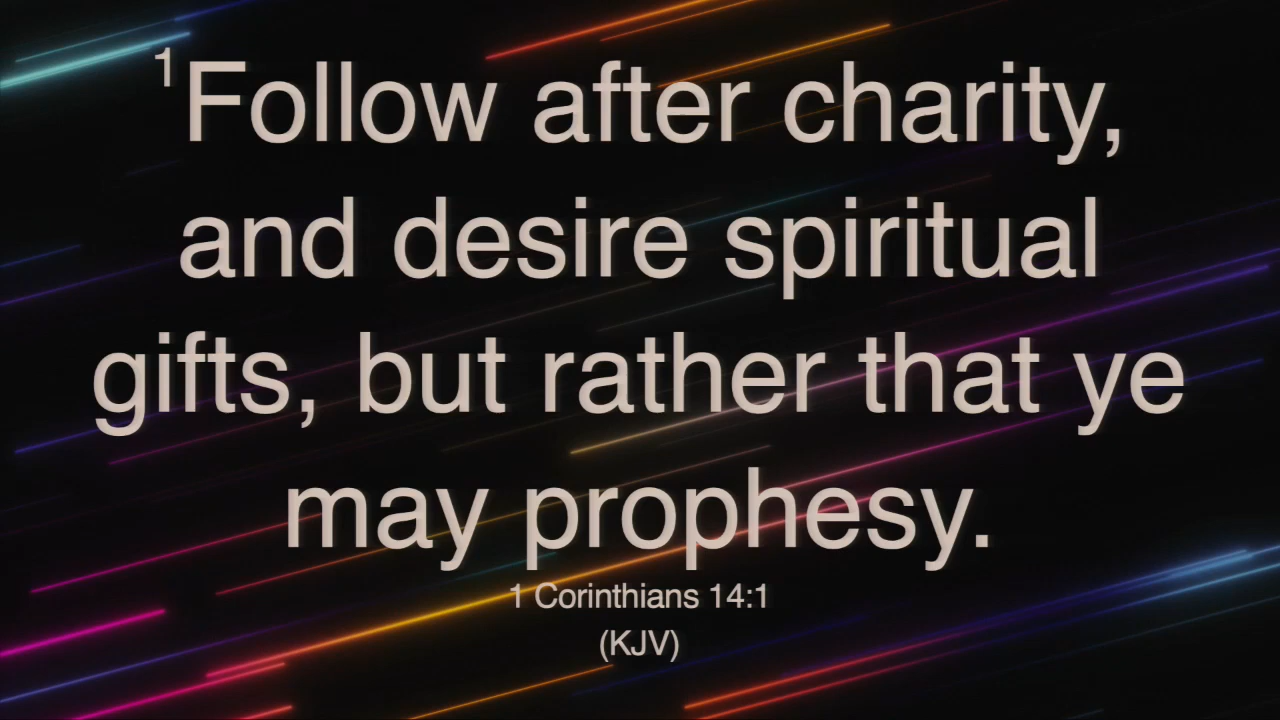 ¹Follow after charity,
and desire spiritual
gifts, but rather that ye
may prophesy.
1 Corinthians 14:1
(KJV)